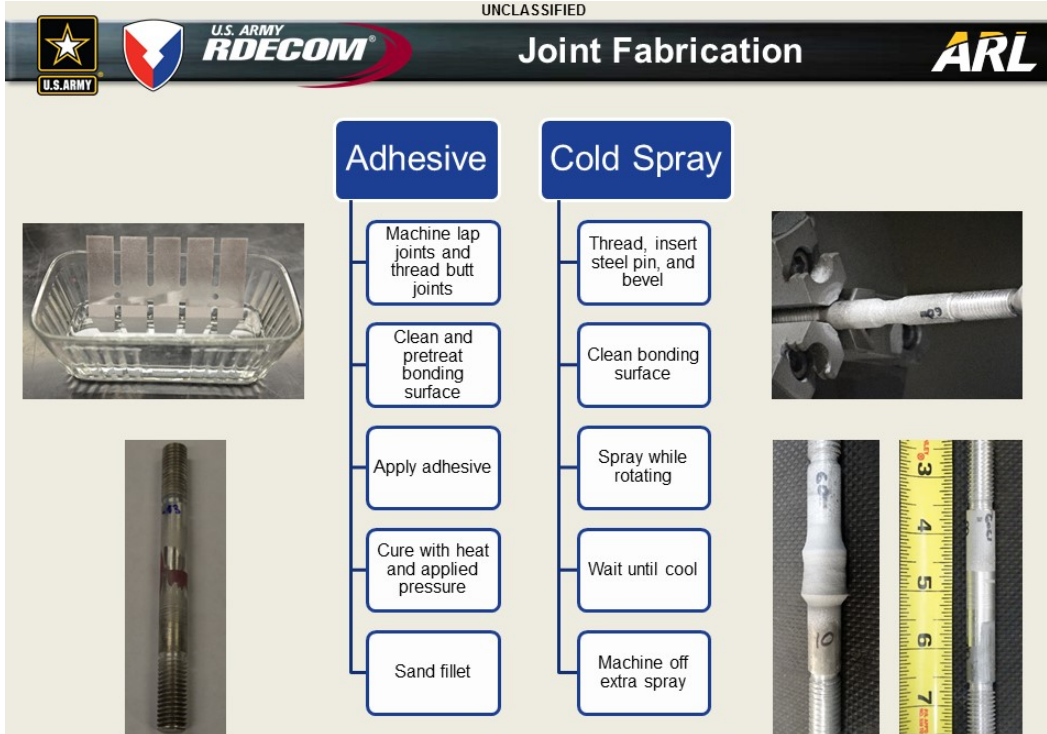 UNCLASSIFIED
U.S. ARMY
U.S. ARMY
RDECOM®
Joint Fabrication
ARL
Adhesive
Machine lap
joints and
thread butt
joints
Clean and
pretreat
bonding
surface
Apply adhesive
Cure with heat
and applied
pressure
Sand fillet
Cold Spray
Thread, insert
steel pin, and
bevel
Clean bonding
surface
Spray while
rotating
Wait until cool
Machine off
extra spray
10
3
4
5
6
7